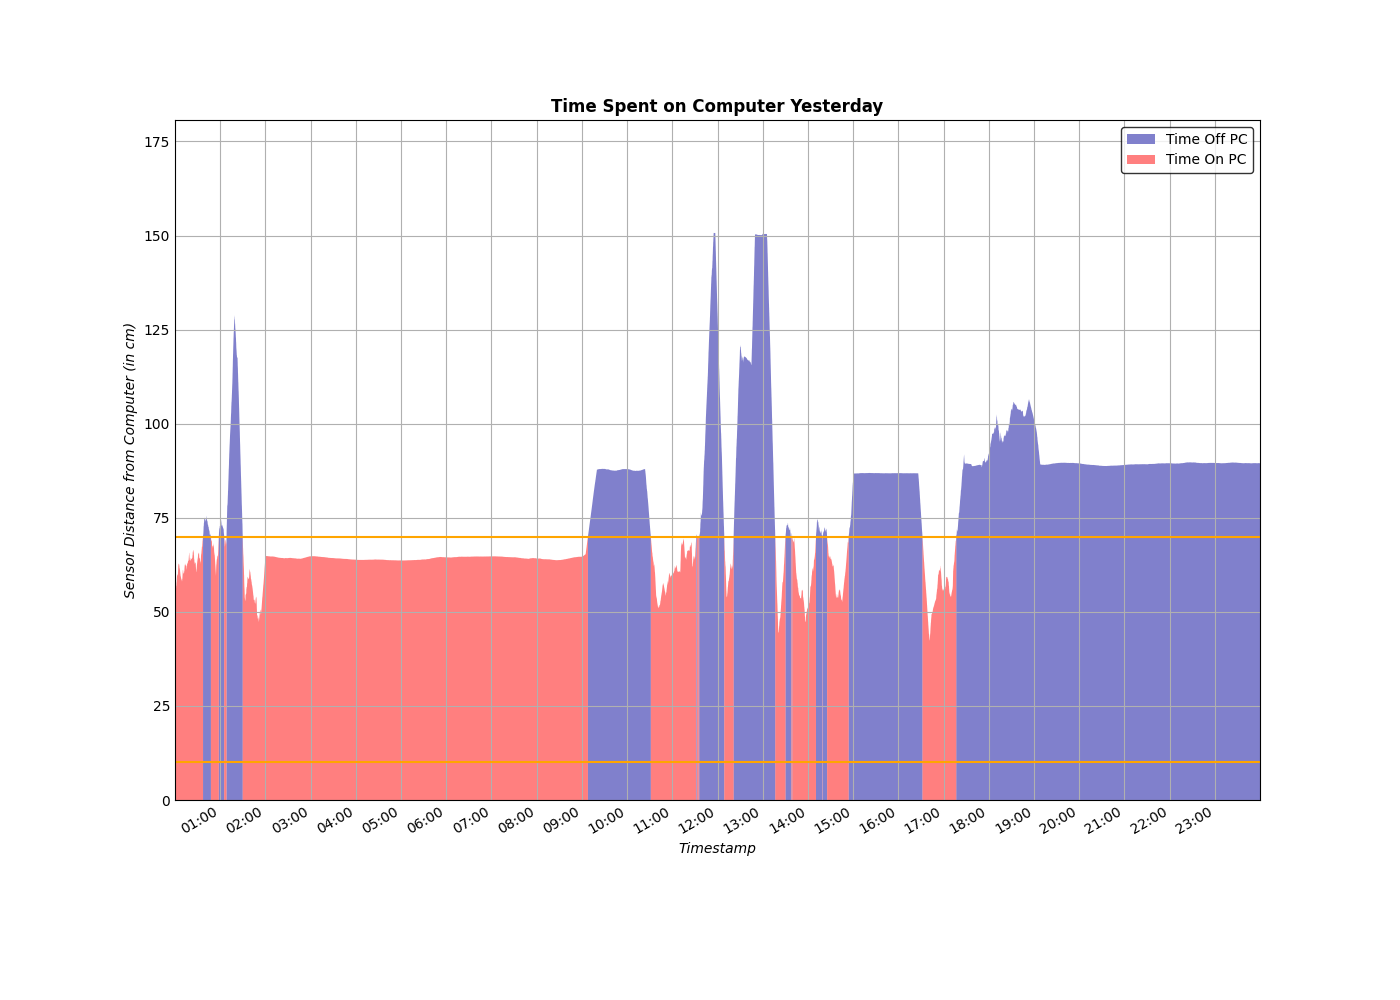 Time Spent on Computer Yesterday
Time Off PC
Time On PC
Sensor Distance from Computer (in cm)
175
150
125
100
75
50
25
0
01:00 02:00 03:00 04:00 05:00 06:00 07:00 08:00 09:00 10:00 11:00 12:00 13:00 14:00 15:00 16:00 17:00 18:00 19:00 20:00 21:00 22:00 23:00
Timestamp